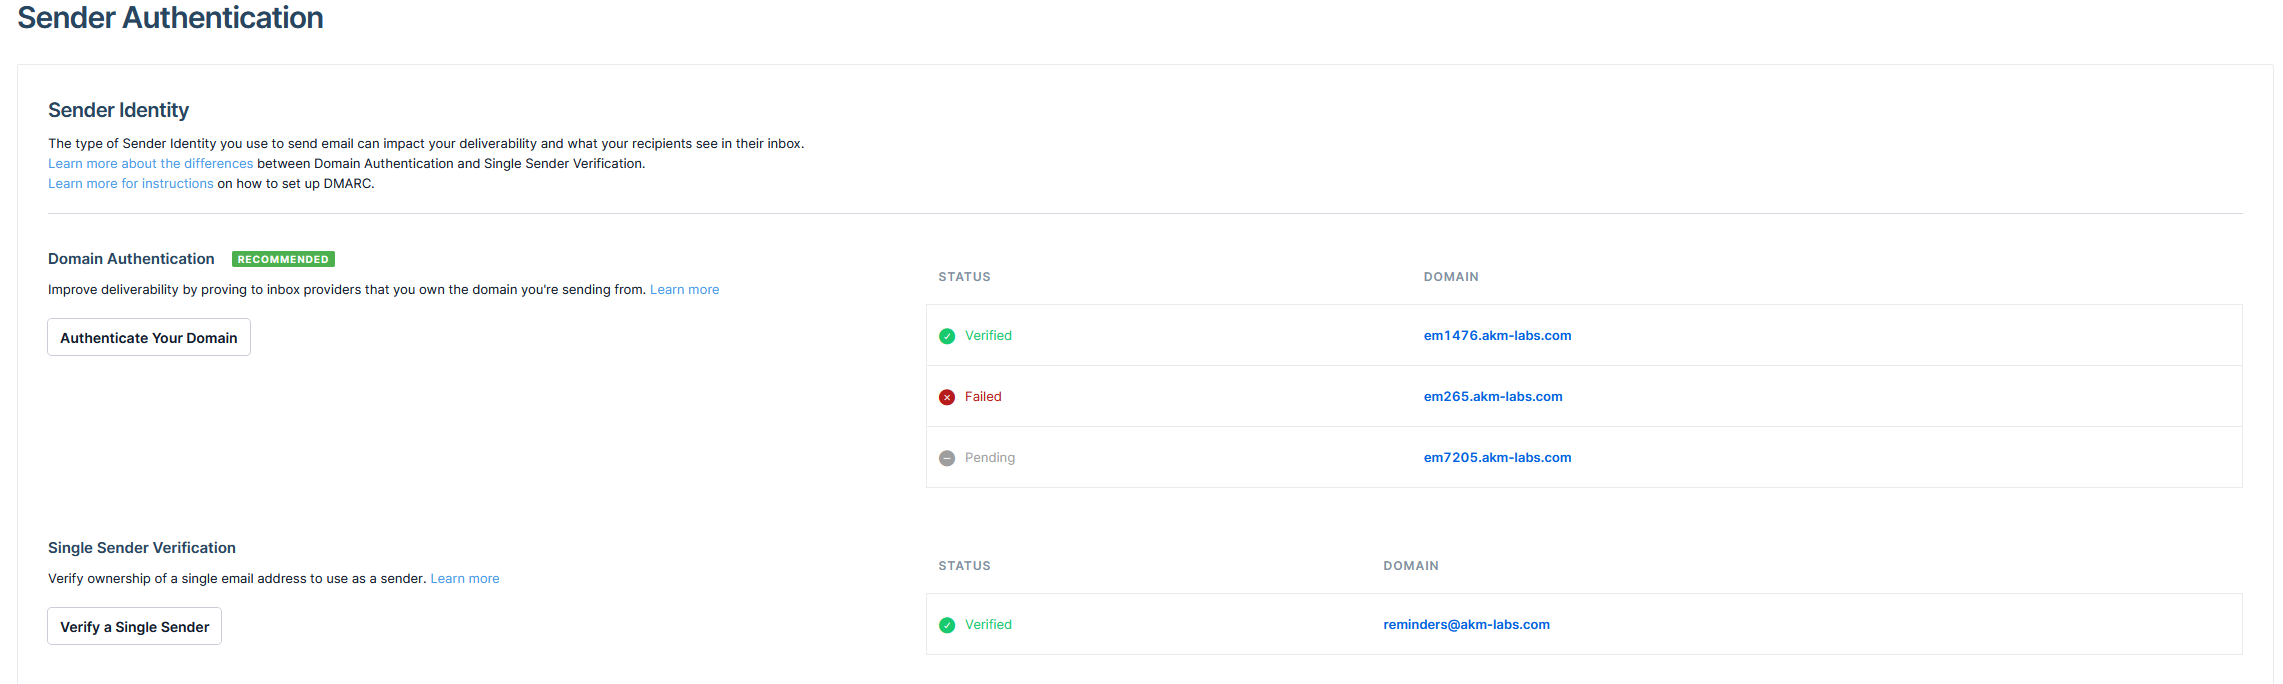 Sender Authentication
Sender Identity
The type of Sender Identity you use to send email can impact your deliverability and what your recipients see in their inbox.
Learn more about the differences between Domain Authentication and Single Sender Verification.
Learn more for instructions on how to set up DMARC.
Domain Authentication RECOMMENDED
Improve deliverability by proving to inbox providers that you own the domain you're sending from. Learn more
Authenticate Your Domain
STATUS DOMAIN
Verified em1476.akm-labs.com
Failed em265.akm-labs.com
Pending em7205.akm-labs.com
Single Sender Verification
Verify ownership of a single email address to use as a sender. Learn more
Verify a Single Sender
STATUS DOMAIN
Verified reminders@akm-labs.com